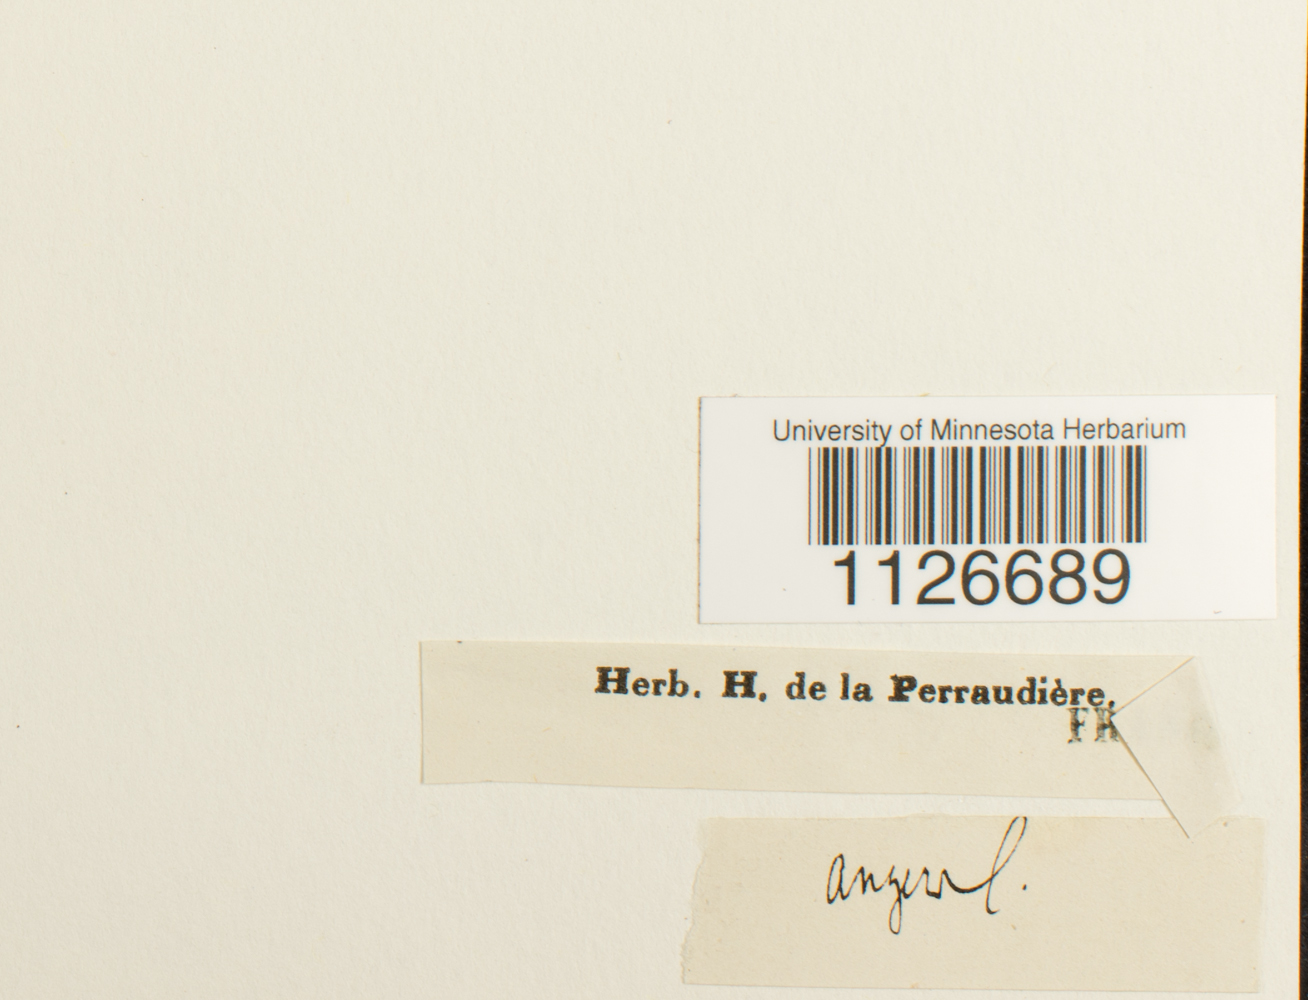 University of Minnesota Herbarium
1126689
Herb. H. de la Perraudière.
FR